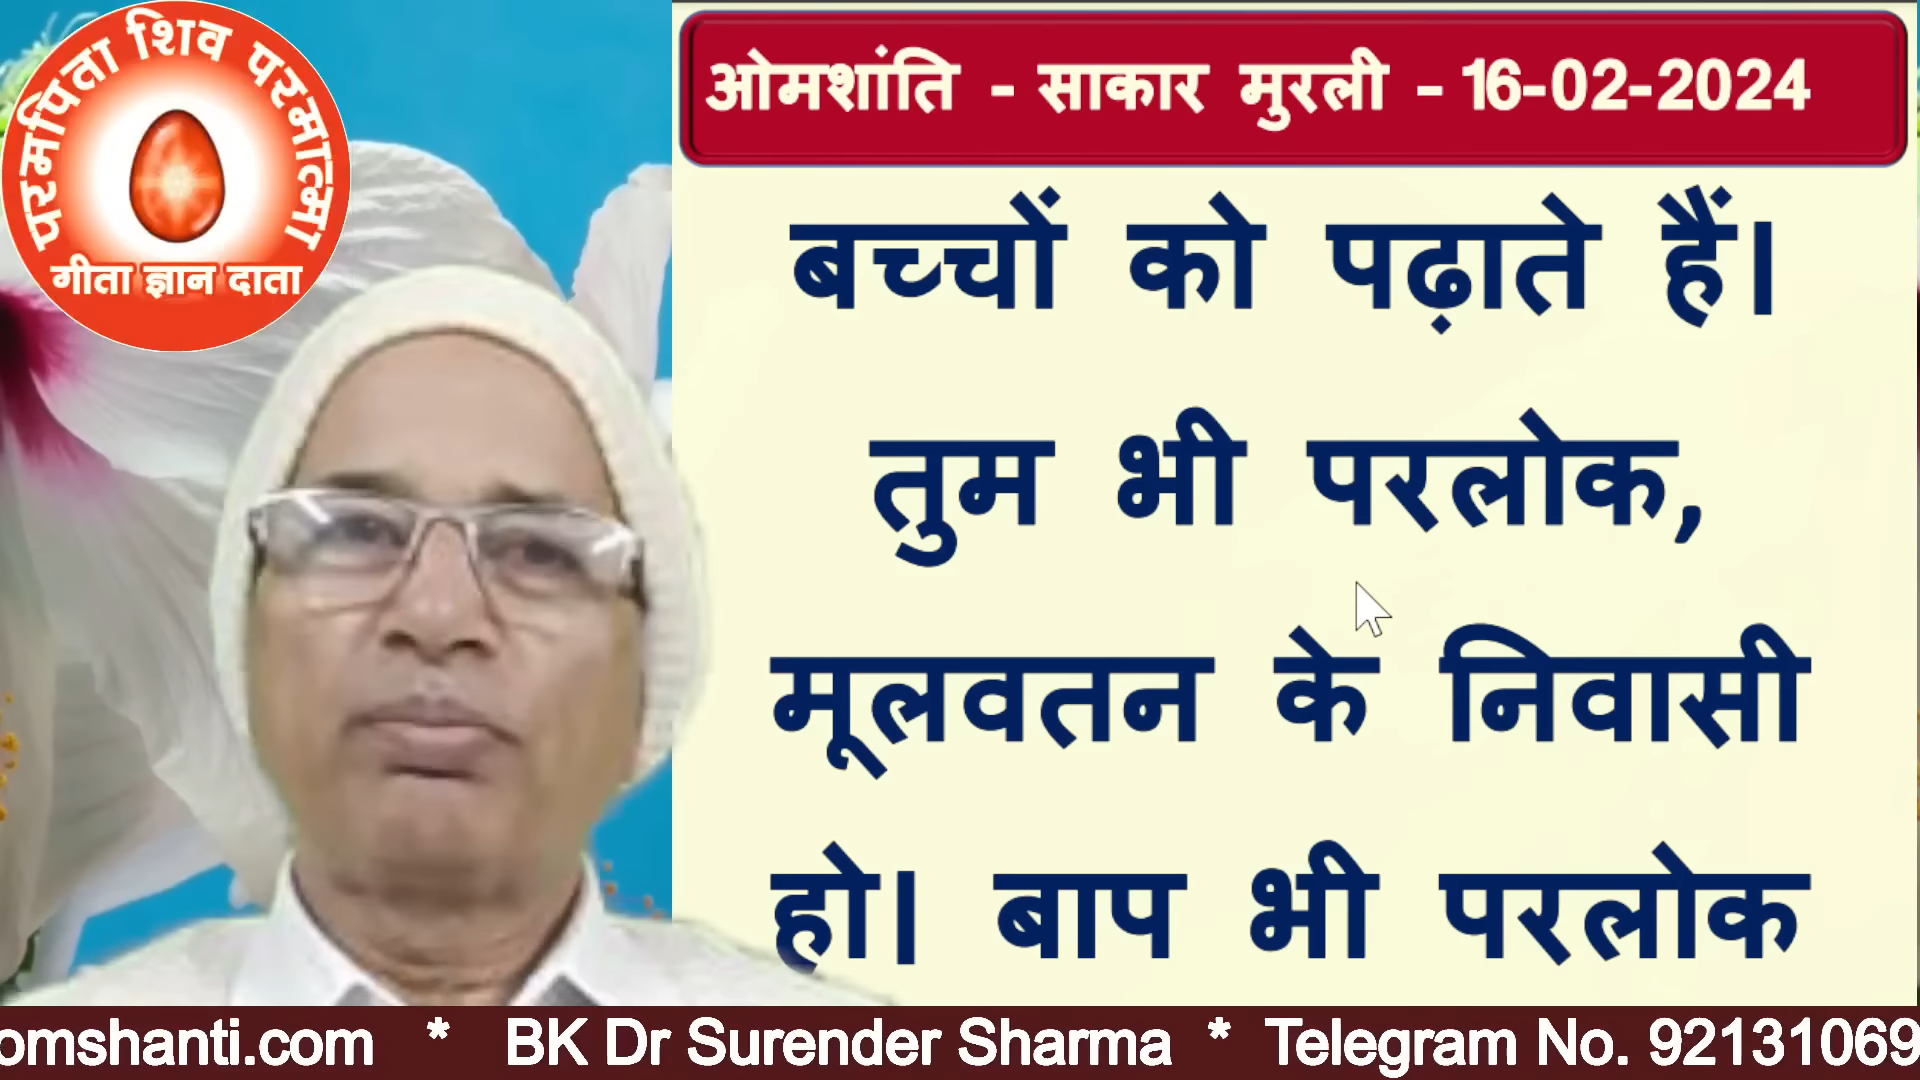 परमपिता शिव परमात्मा
गीता ज्ञान दाता
ओमशांति - साकार मुरली - 16-02-2024
बच्चों को पढ़ाते हैं।
तुम भी परलोक,
मूलवतन के निवासी
हो। बाप भी परलोक
omshanti.com * BK Dr Surender Sharma * Telegram No. 92131069